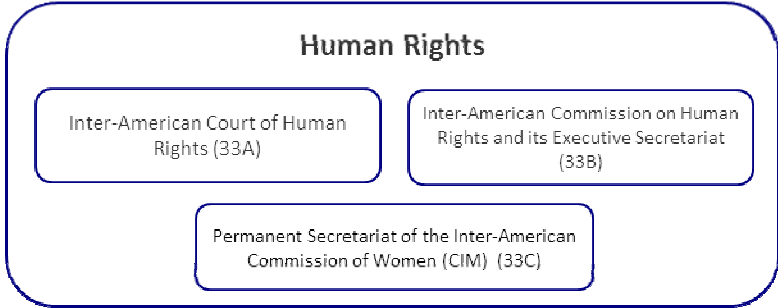 Human Rights
Inter-American Court of Human
Rights (33A)
Inter-American Commission on Human
Rights and its Executive Secretariat
(33B)
Permanent Secretariat of the Inter-American
Commission of Women (CIM) (33C)